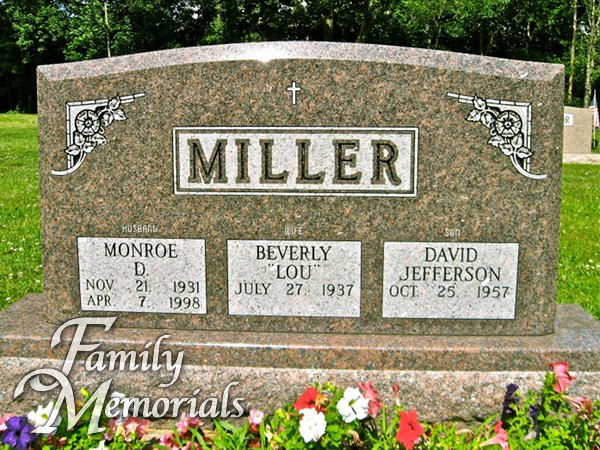 MILLER
HUSBAND
MONROE
D.
NOV. 21, 1931
APR. 7, 1998
WIFE
BEVERLY
"LOU"
JULY 27, 1937
SON
DAVID
JEFFERSON
OCT. 25, 1957
Family
Memorials